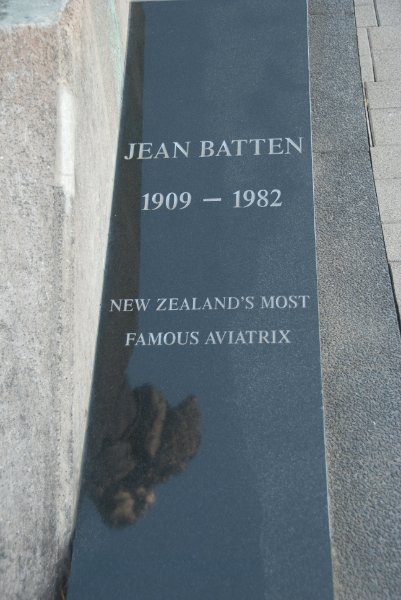 JEAN BATTEN
1909 – 1982
NEW ZEALAND'S MOST
FAMOUS AVIATRIX